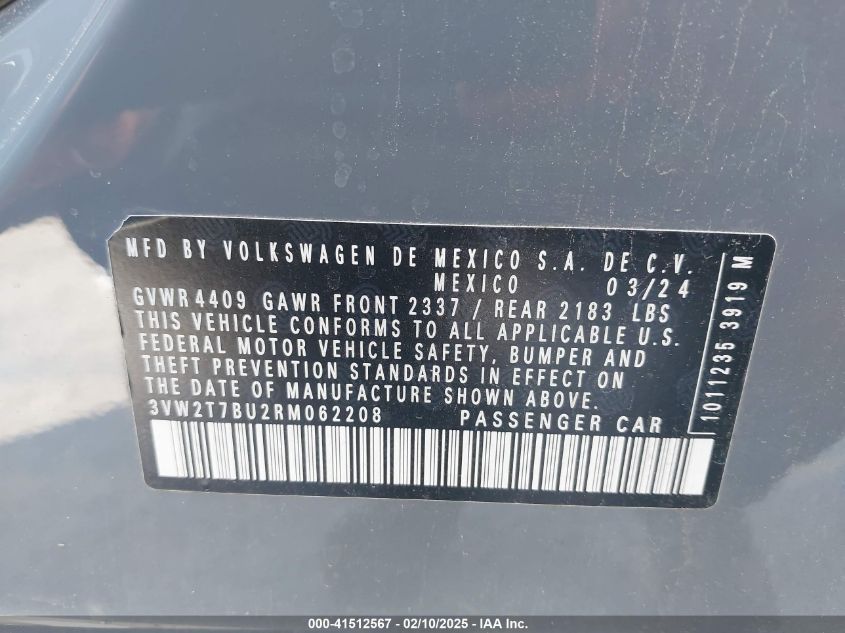 MFD BY VOLKSWAGEN DE MEXICO S.A. DE C.V.
MEXICO 03/24
GVWR 4409 GAWR FRONT 2337 / REAR 2183 LBS
THIS VEHICLE CONFORMS TO ALL APPLICABLE U.S.
FEDERAL MOTOR VEHICLE SAFETY, BUMPER AND
THEFT PREVENTION STANDARDS IN EFFECT ON
THE DATE OF MANUFACTURE SHOWN ABOVE.
3VW2T7BU2RM062208 PASSENGER CAR
1011235 3919 M
000-41512567 - 02/10/2025 - IAA Inc.